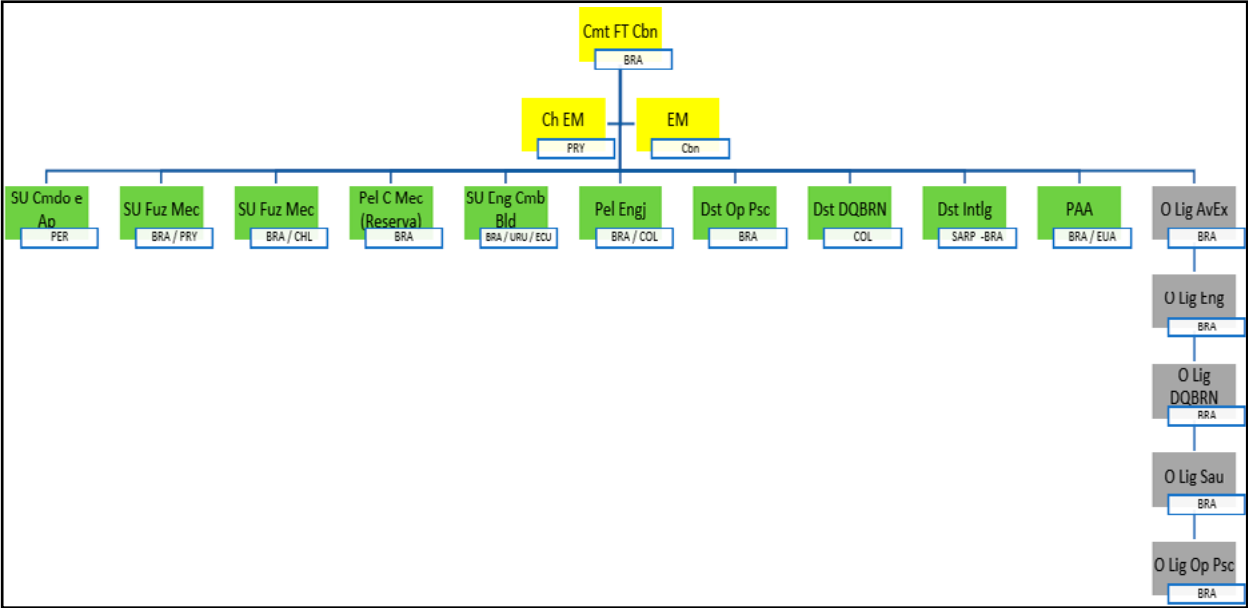 Cmt FT Cbn
BRA
Ch EM
PRY
EM
Cbn
SU Cmdo e
Ap
PER
SU Fuz Mec
BRA / PRY
SU Fuz Mec
BRA / CHL
Pel C Mec
(Reserva)
BRA
SU Eng Cmb
Bld
BRA / URU / ECU
Pel Engj
BRA / COL
Dst Op Psc
BRA
Dst DQBRN
COL
Dst Intlg
SARP -BRA
PAA
BRA / EUA
O Lig AvEx
BRA
O Lig Eng
BRA
O Lig
DQBRN
BRA
O Lig Sau
BRA
O Lig Op Psc
BRA